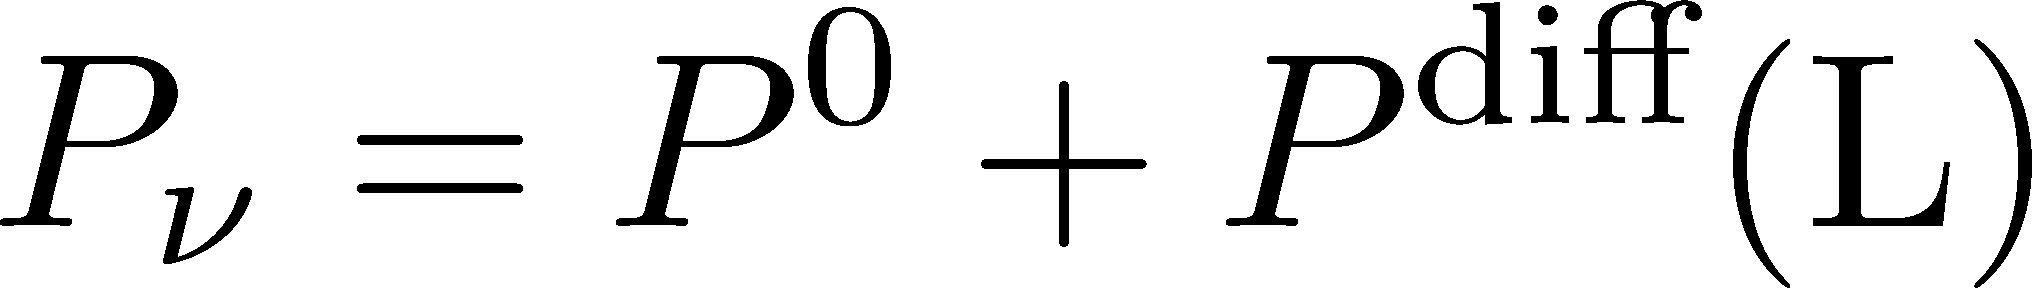 P_ν = P^0 + P^diff(L)